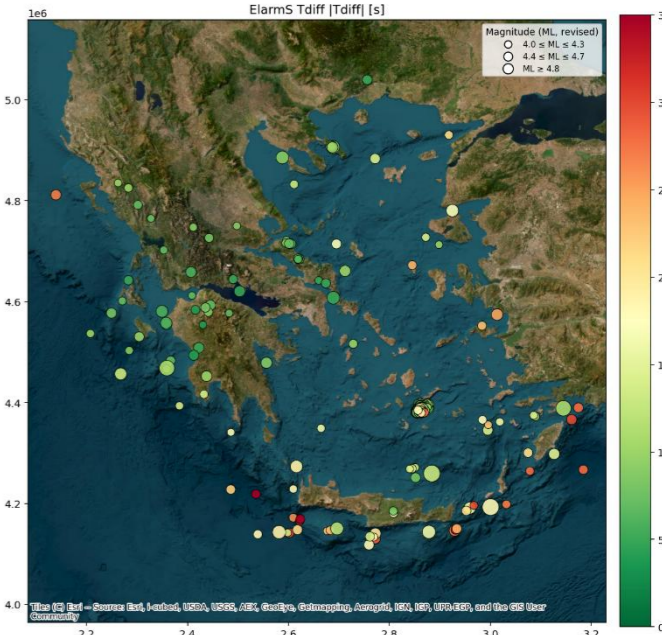 ElarmS Tdiff |Tdiff| [s]
1e6
Magnitude (ML, revised)
4.0 ≤ ML ≤ 4.3
4.4 ≤ ML ≤ 4.7
ML ≥ 4.8
5.0
4.8
4.6
4.4
4.2
4.0
Tiles (C) Esri -- Source: Esri, i-cubed, USDA, USGS, AEX, GeoEye, Getmapping, Aerogrid, IGN, IGP, UPR-EGP, and the GIS User
Community
2.2
2.4
2.6
2.8
3.0
3.2
5
0